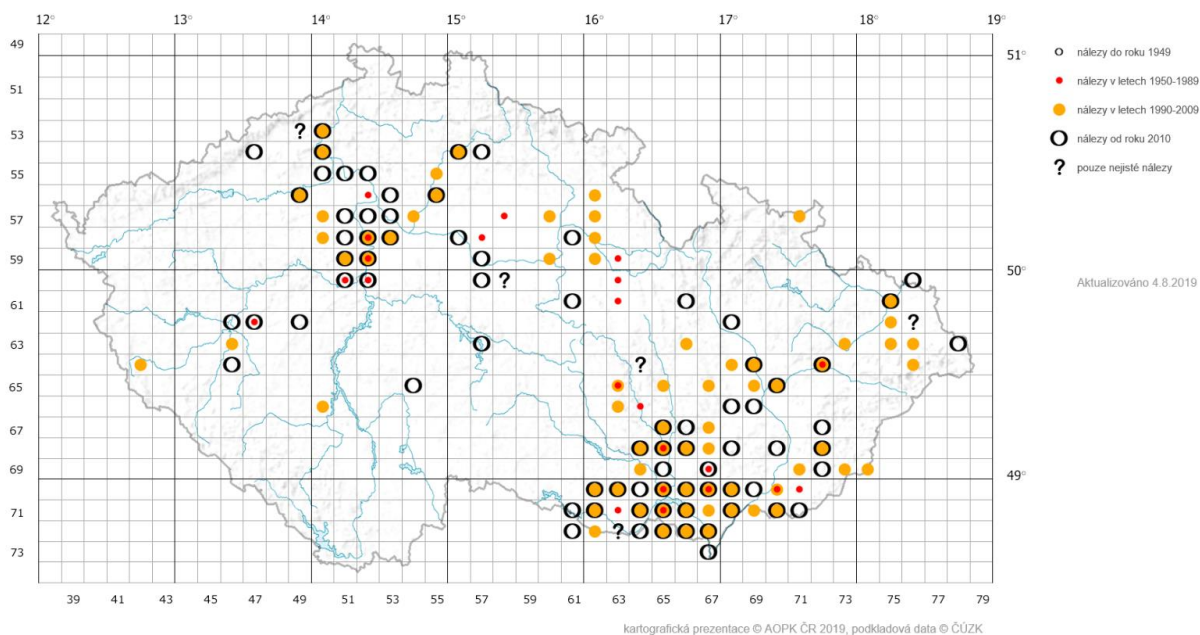 12° 13° 14° 15° 16° 17° 18° 19°
49
51°
nálezy do roku 1949
51
nálezy v letech 1950-1989
53
?
nálezy v letech 1990-2009
nálezy od roku 2010
55
? pouze nejisté nálezy
57
59
50°
?
Aktualizováno 4.8.2019
61
?
63
?
65
67
69
49°
71
?
73
39 41 43 45 47 49 51 53 55 57 59 61 63 65 67 69 71 73 75 77 79
kartografická prezentace © AOPK ČR 2019, podkladová data © ČÚZK